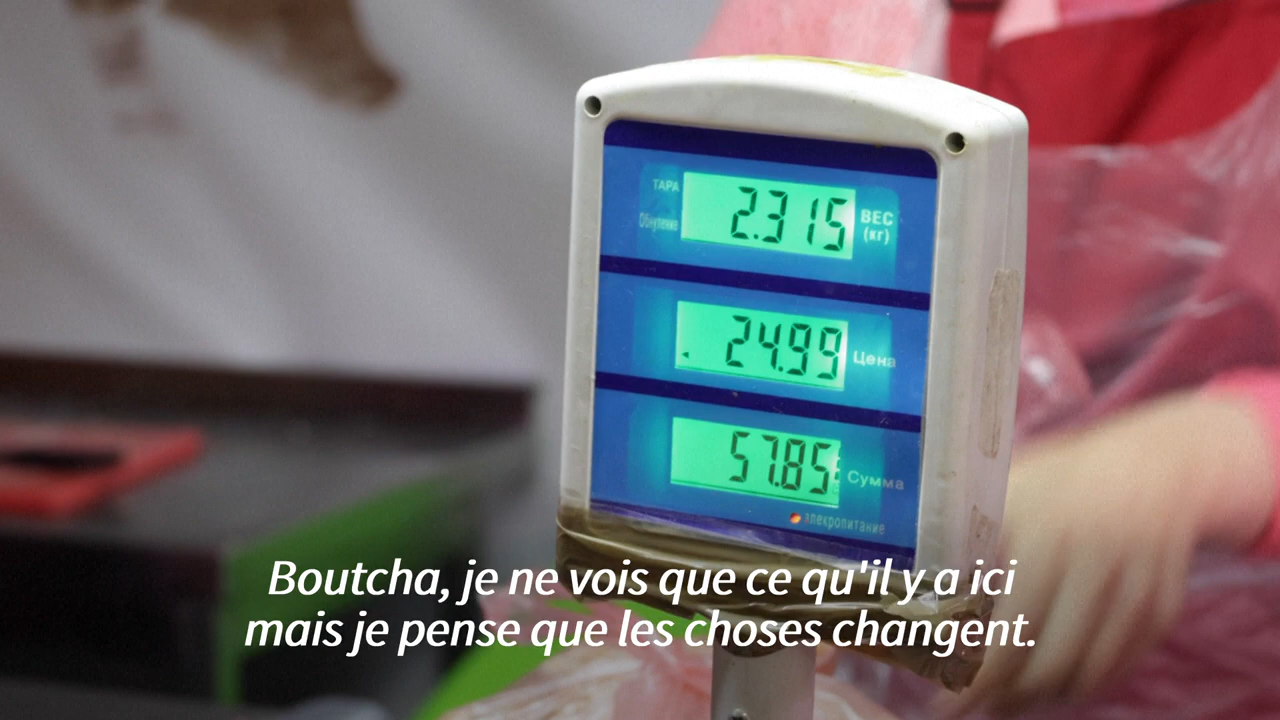 ТАРА
Обнуление
2.315
ВЕС
(кг)
24.99
Цена
57.85
Сумма
элекропитание
Boutcha, je ne vois que ce qu'il y a ici
mais je pense que les choses changent.